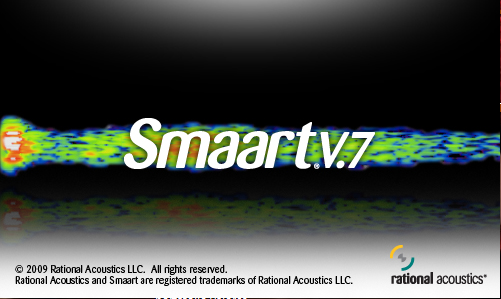 Smaart®v.7
© 2009 Rational Acoustics LLC. All rights reserved.
Rational Acoustics and Smaart are registered trademarks of Rational Acoustics LLC.
rational acoustics®